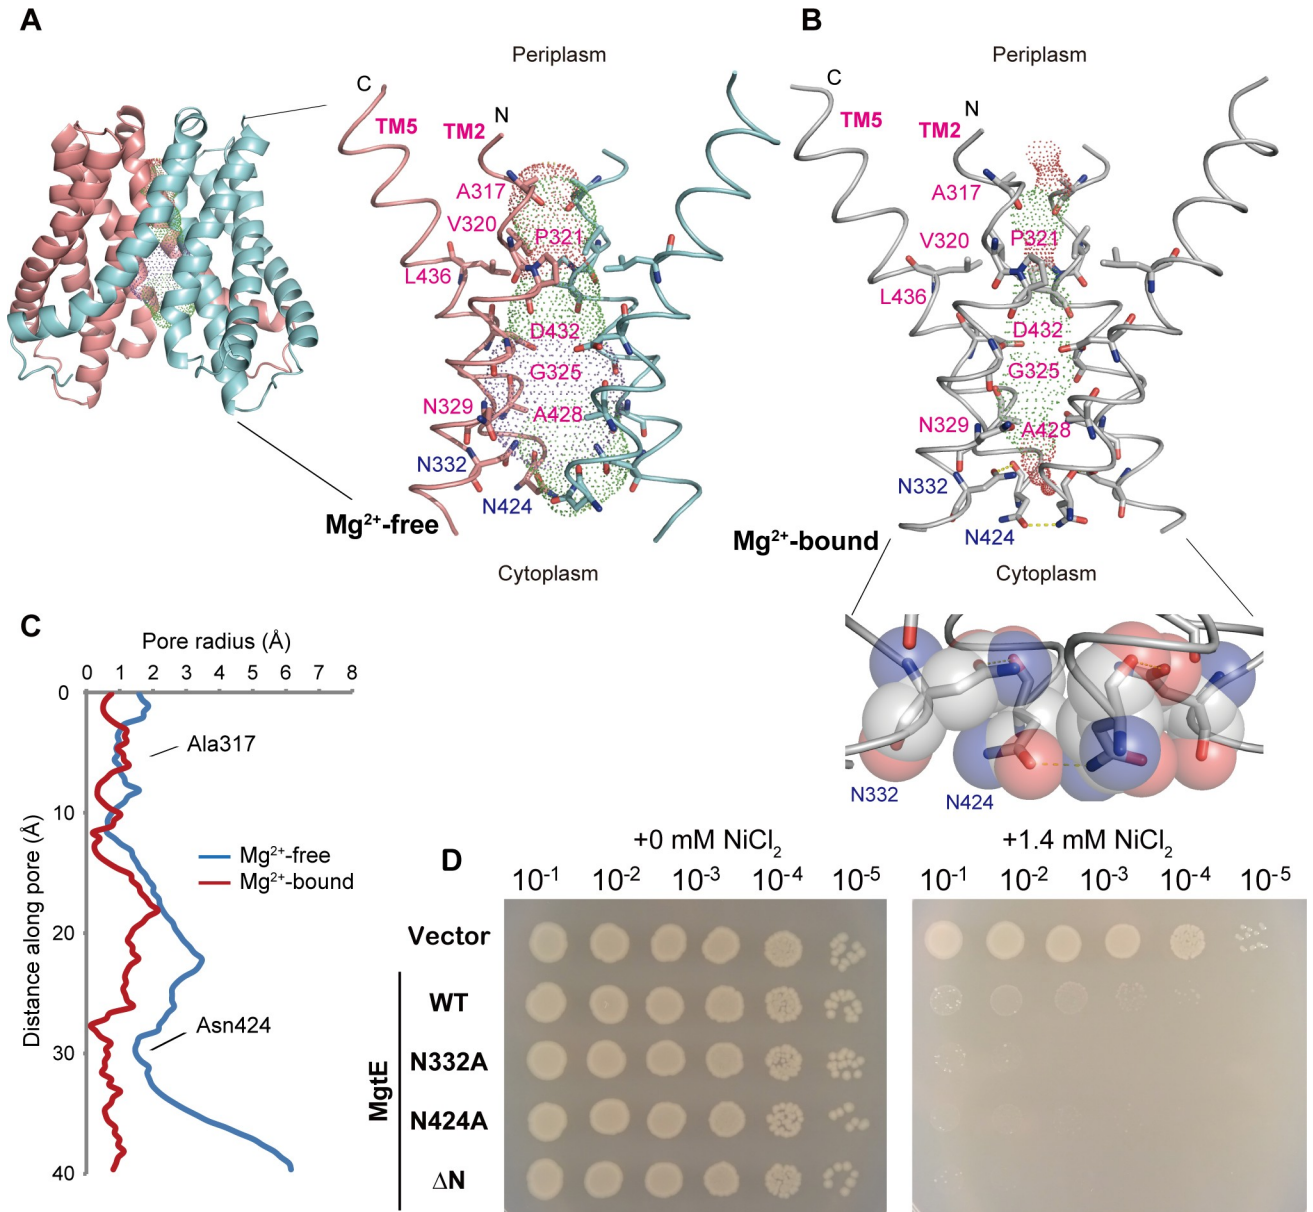 A
Periplasm
C
N
TM5
TM2
A317
V320
P321
L436
D432
G325
N329
A428
N332
N424
Mg²⁺-free
Cytoplasm
B
Periplasm
C
N
TM5
TM2
A317
V320
P321
L436
D432
G325
N329
A428
N332
N424
Mg²⁺-bound
Cytoplasm
N332
N424
C
Pore radius (Å)
0 1 2 3 4 5 6 7 8
0
10
20
30
40
Distance along pore (Å)
Ala317
Mg²⁺-free
Mg²⁺-bound
Asn424
D
+0 mM NiCl₂
+1.4 mM NiCl₂
10⁻¹ 10⁻² 10⁻³ 10⁻⁴ 10⁻⁵
10⁻¹ 10⁻² 10⁻³ 10⁻⁴ 10⁻⁵
Vector
MgtE
WT
N332A
N424A
ΔN